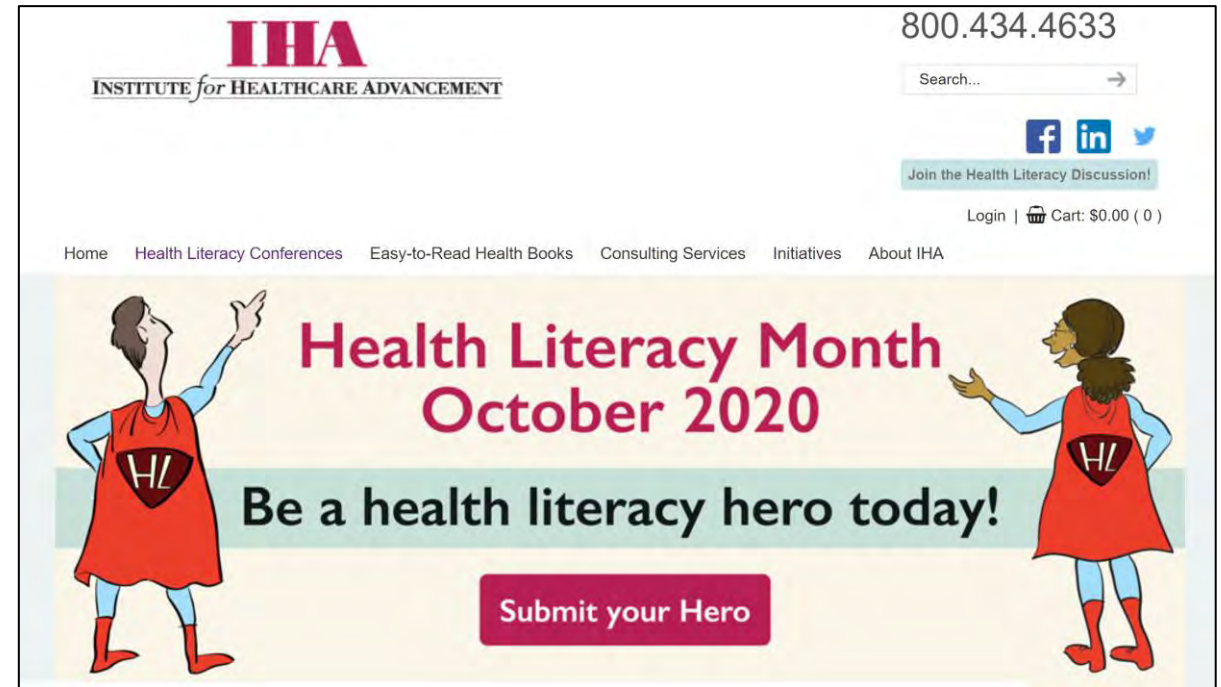 IHA
INSTITUTE for HEALTHCARE ADVANCEMENT
800.434.4633
Search...
f in
Join the Health Literacy Discussion!
Login | Cart: $0.00 ( 0 )
Home Health Literacy Conferences Easy-to-Read Health Books Consulting Services Initiatives About IHA
Health Literacy Month
October 2020
HL HL
Be a health literacy hero today!
Submit your Hero